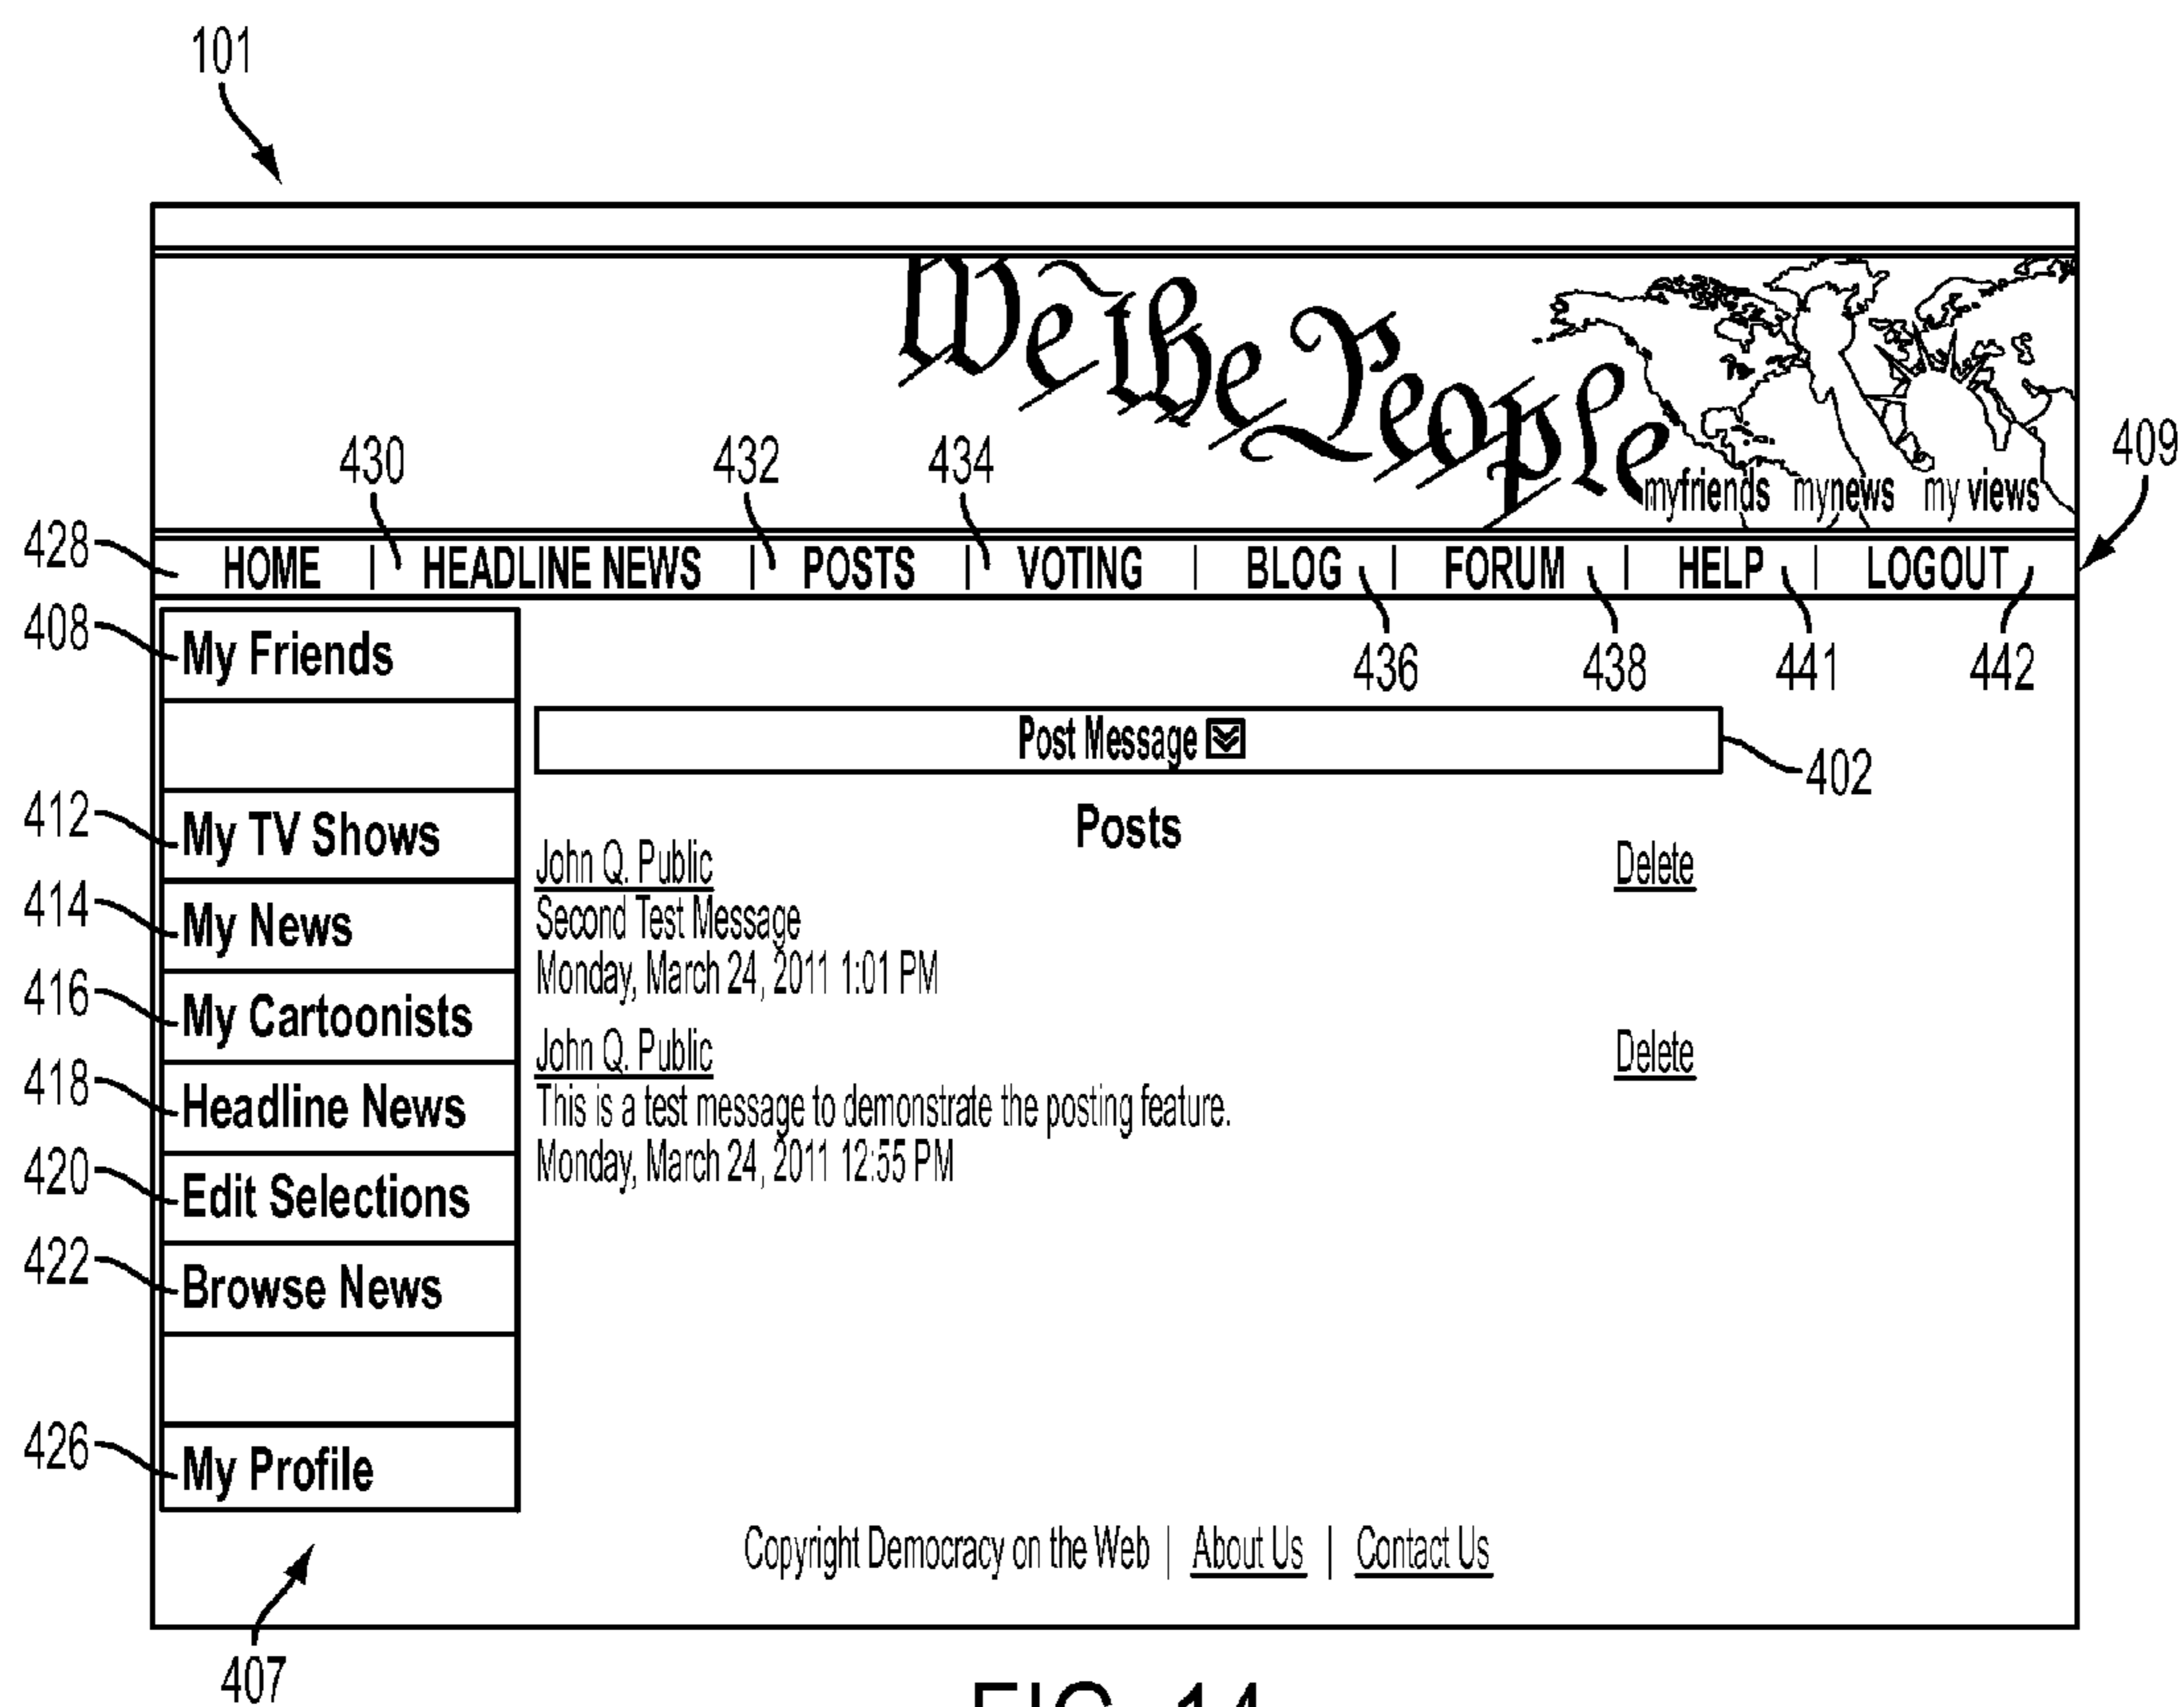 101
We the People
430 432 434
myfriends mynews my views
409
428
HOME | HEADLINE NEWS | POSTS | VOTING | BLOG | FORUM | HELP | LOGOUT
408
My Friends
436 438 441 442
Post Message
402
412
My TV Shows
414
My News
416
My Cartoonists
418
Headline News
420
Edit Selections
422
Browse News
426
My Profile
Posts
John Q. Public Delete
Second Test Message
Monday, March 24, 2011 1:01 PM
John Q. Public Delete
This is a test message to demonstrate the posting feature.
Monday, March 24, 2011 12:55 PM
Copyright Democracy on the Web | About Us | Contact Us
407
FIG. 14